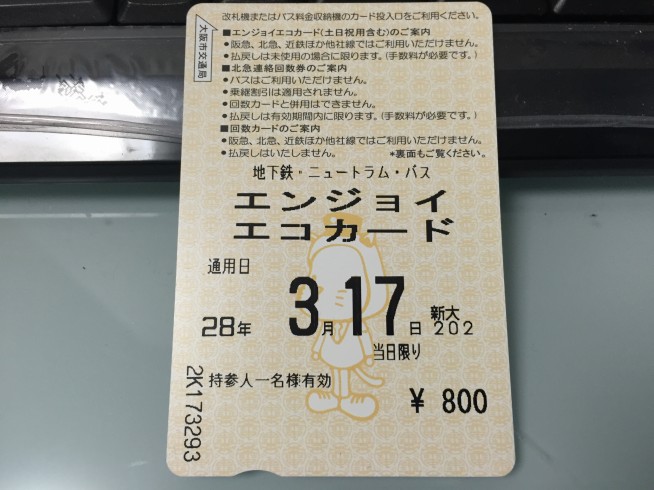 改札機またはバス料金収納機のカード投入口をご利用ください。
大阪市交通局
■エンジョイエコカード(土日祝用含む)のご案内
●阪急、北急、近鉄ほか他社線ではご利用いただけません。
●払戻しは未使用の場合に限ります。(手数料が必要です。)
■北急連絡回数券のご案内
●バスはご利用いただけません。
●乗継割引は適用されません。
●回数カードと併用はできません。
●払戻しは有効期間内に限ります。(手数料が必要です。)
■回数カードのご案内
●阪急、北急、近鉄ほか他社線ではご利用いただけません。
●払戻しはいたしません。 *裏面もご覧ください。
地下鉄・ニュートラム・バス
エンジョイ
エコカード
通用日
28年 3月17日 新大
202
当日限り
持参人一名様有効
¥ 800
2K173293